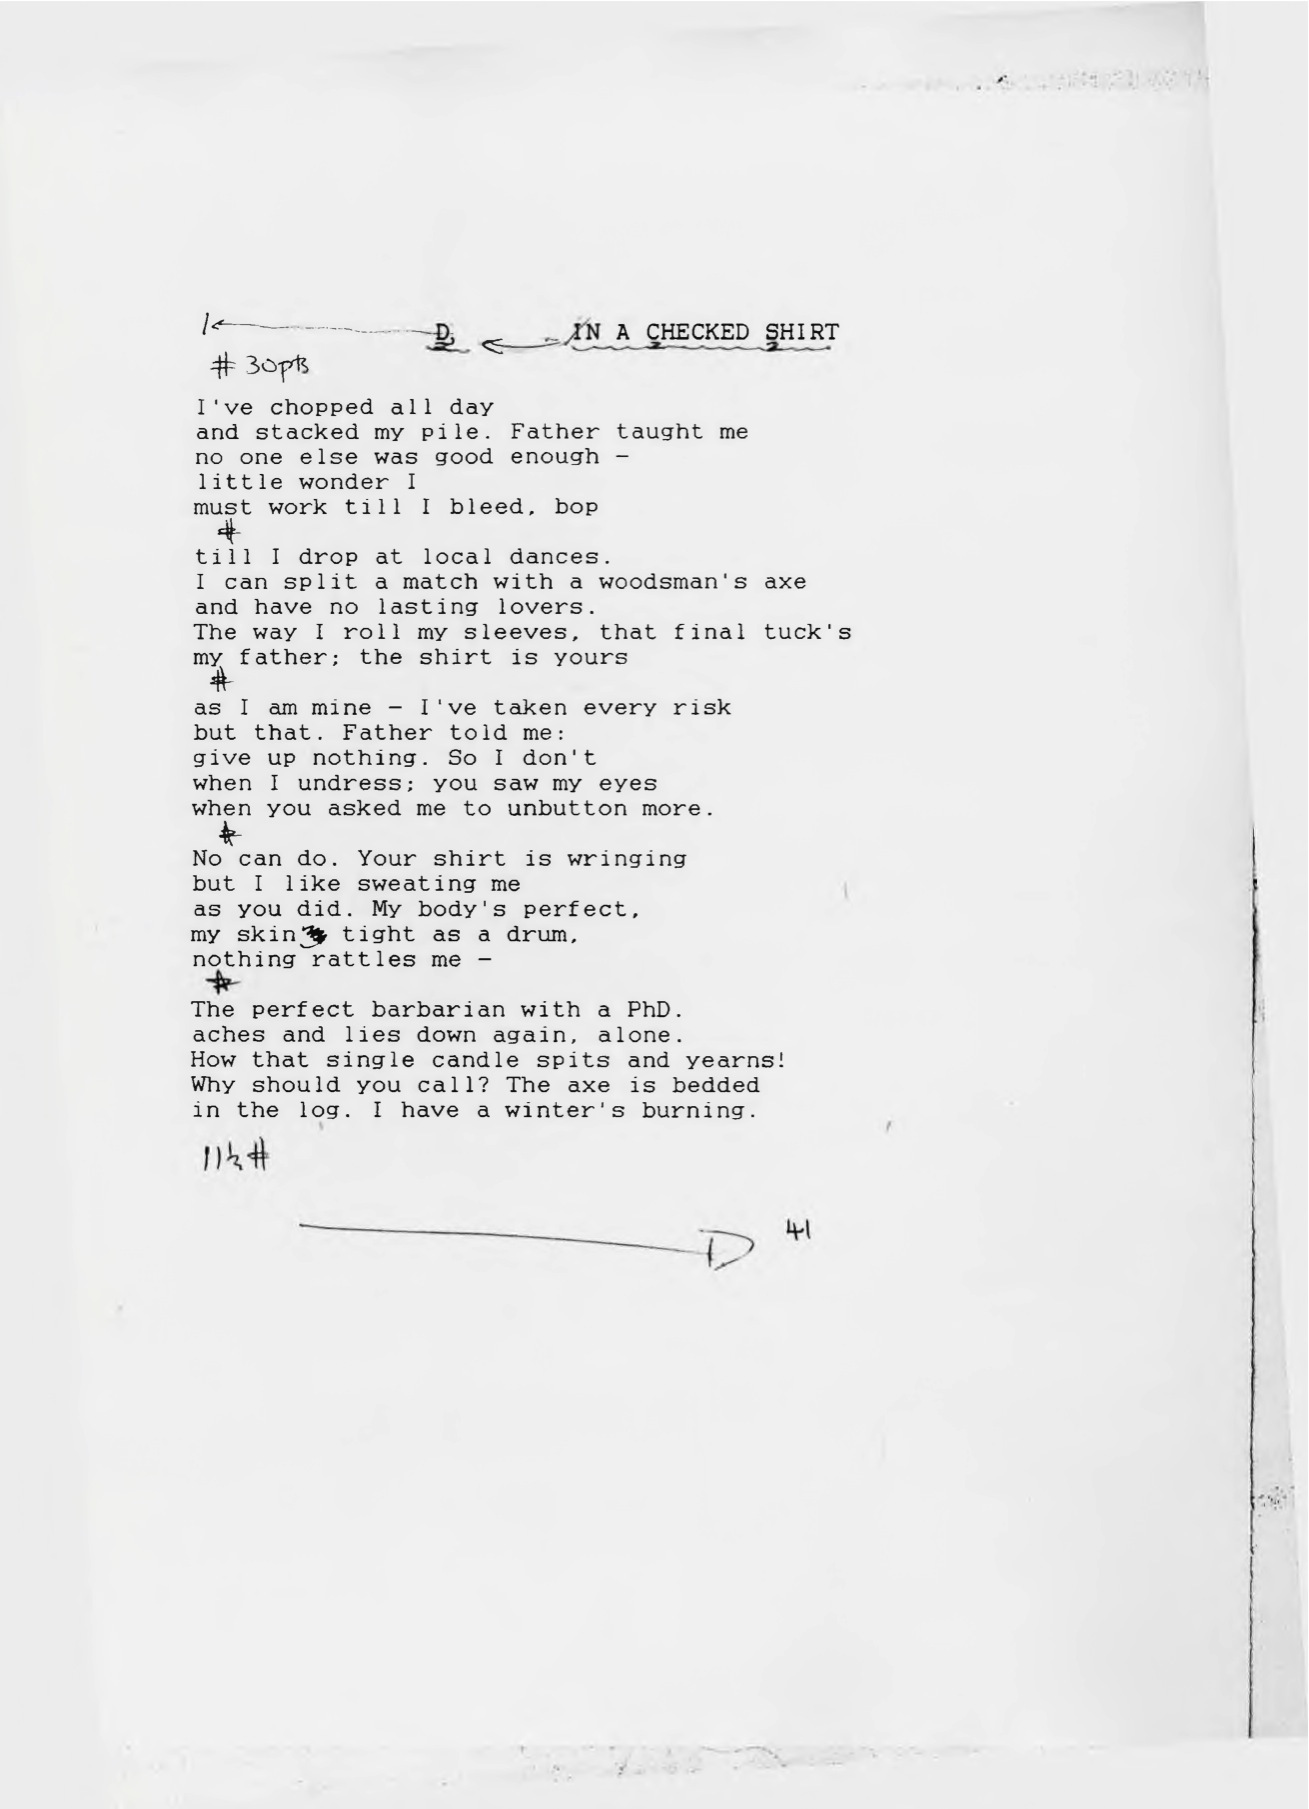 D, IN A CHECKED SHIRT
# 30pts
I've chopped all day
and stacked my pile. Father taught me
no one else was good enough –
little wonder I
must work till I bleed, bop
#
till I drop at local dances.
I can split a match with a woodsman's axe
and have no lasting lovers.
The way I roll my sleeves, that final tuck's
my father; the shirt is yours
#
as I am mine – I've taken every risk
but that. Father told me:
give up nothing. So I don't
when I undress; you saw my eyes
when you asked me to unbutton more.
#
No can do. Your shirt is wringing
but I like sweating me
as you did. My body's perfect,
my skin tight as a drum,
nothing rattles me –
#
The perfect barbarian with a PhD.
aches and lies down again, alone.
How that single candle spits and yearns!
Why should you call? The axe is bedded
in the log. I have a winter's burning.
11½ #
41